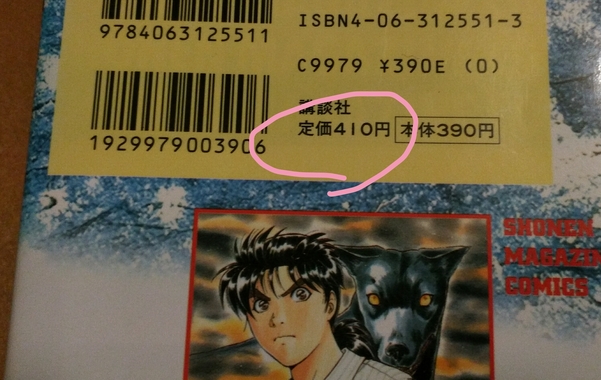 9784063125511
ISBN4-06-312551-3
C9979 ¥390E (0)
1929979003906
講談社
定価410円 本体390円
SHONEN
MAGAZIN
COMICS